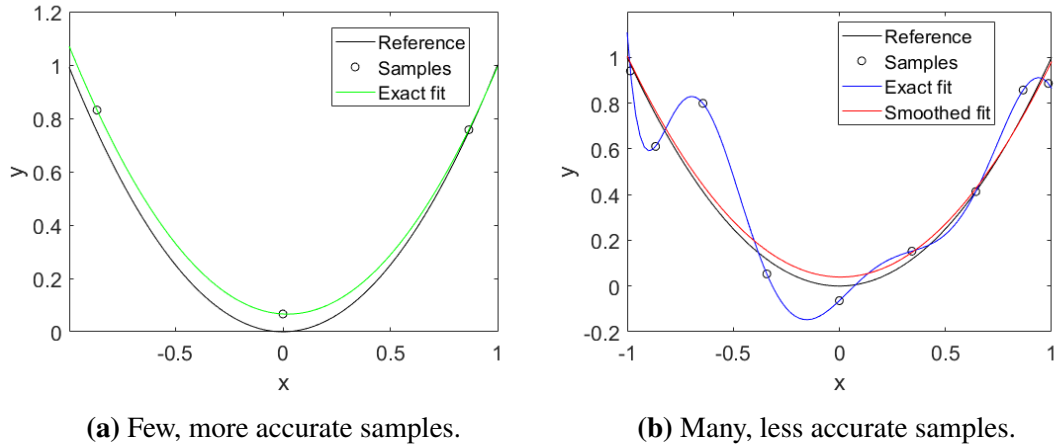 1.2
1
0.8
0.6
0.4
0.2
0
y
-0.5
0
0.5
1
x
Reference
Samples
Exact fit
(a) Few, more accurate samples.
1
0.8
0.6
0.4
0.2
0
-0.2
y
-1
-0.5
0
0.5
1
x
Reference
Samples
Exact fit
Smoothed fit
(b) Many, less accurate samples.